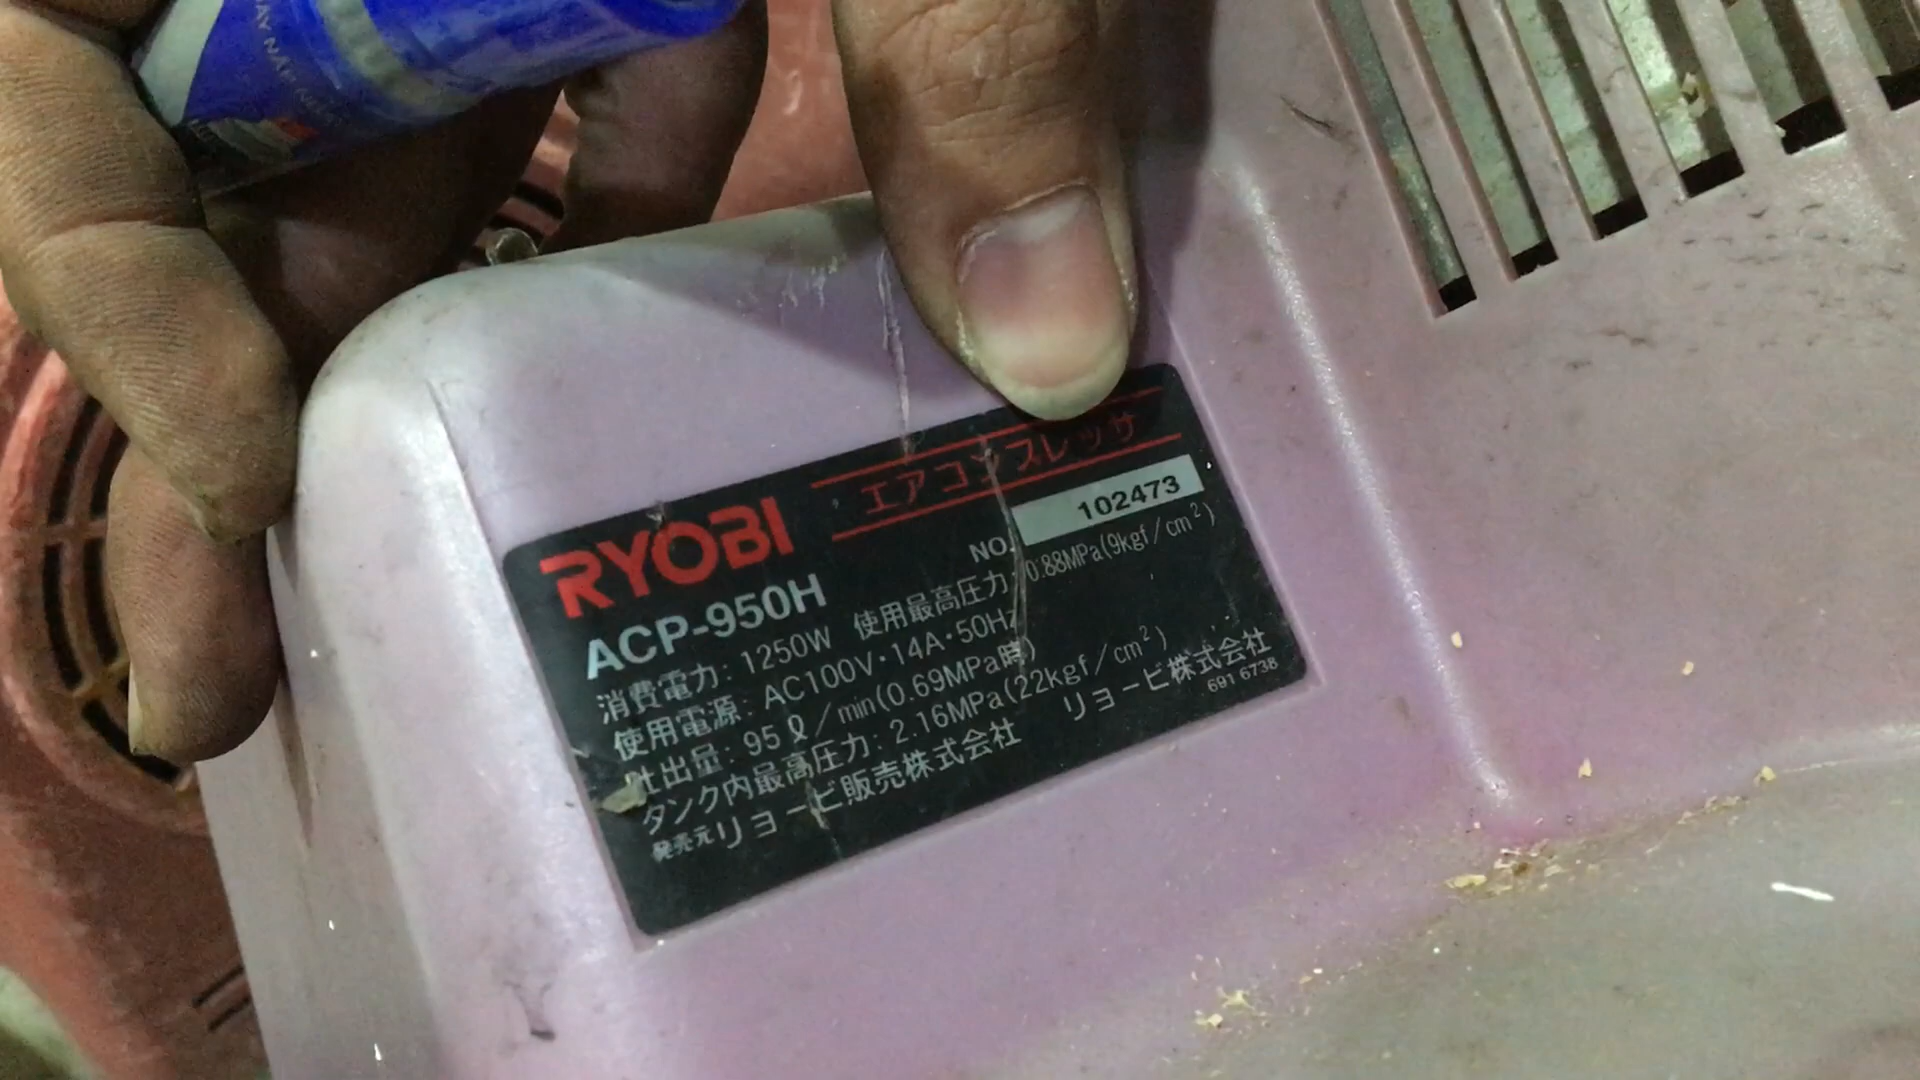 RYOBI エアコンプレッサ
ACP-950H NO. 102473
消費電力: 1250W 使用最高圧力: 0.88MPa(9kgf/cm²)
使用電源: AC100V・14A・50Hz
吐出量: 95ℓ/min(0.69MPa時)
タンク内最高圧力: 2.16MPa(22kgf/cm²)
発売元リョービ販売株式会社 リョービ株式会社
691 6738